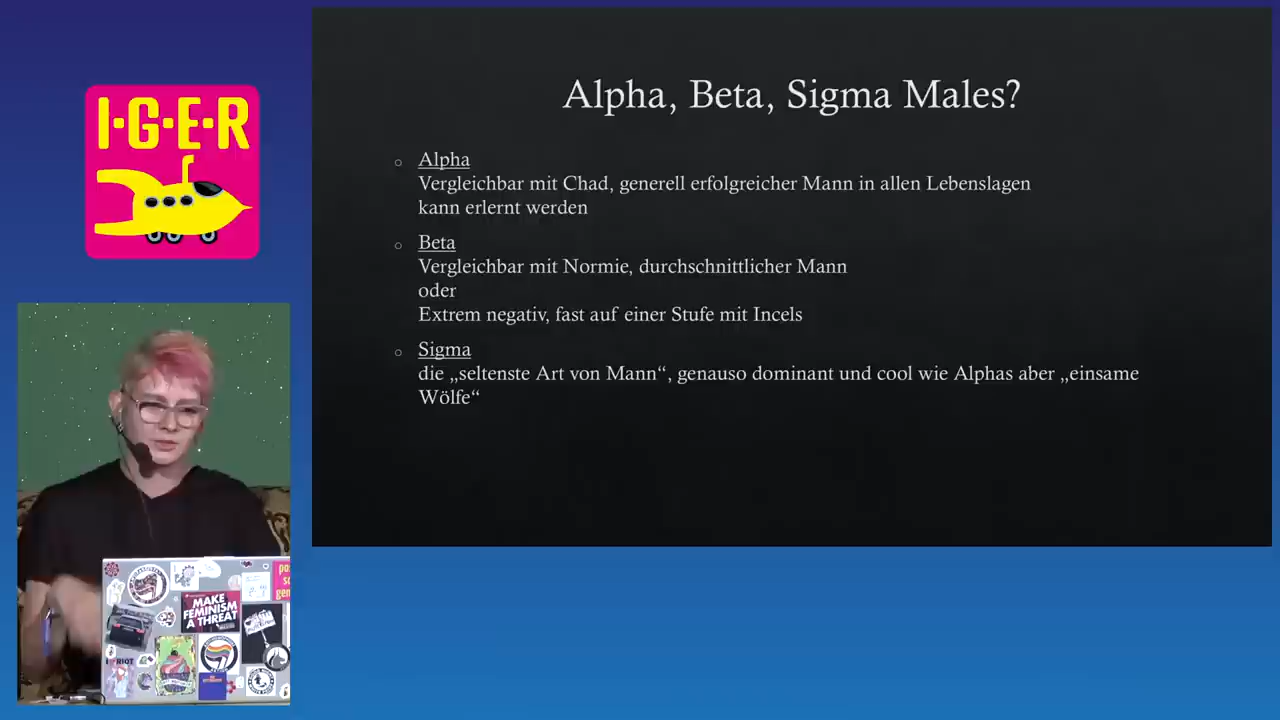 I·G·E·R
Alpha, Beta, Sigma Males?
Alpha
Vergleichbar mit Chad, generell erfolgreicher Mann in allen Lebenslagen
kann erlernt werden
Beta
Vergleichbar mit Normie, durchschnittlicher Mann
oder
Extrem negativ, fast auf einer Stufe mit Incels
Sigma
die „seltenste Art von Mann“, genauso dominant und cool wie Alphas aber „einsame
Wölfe“
MAKE
FEMINISM
A THREAT
RIOT